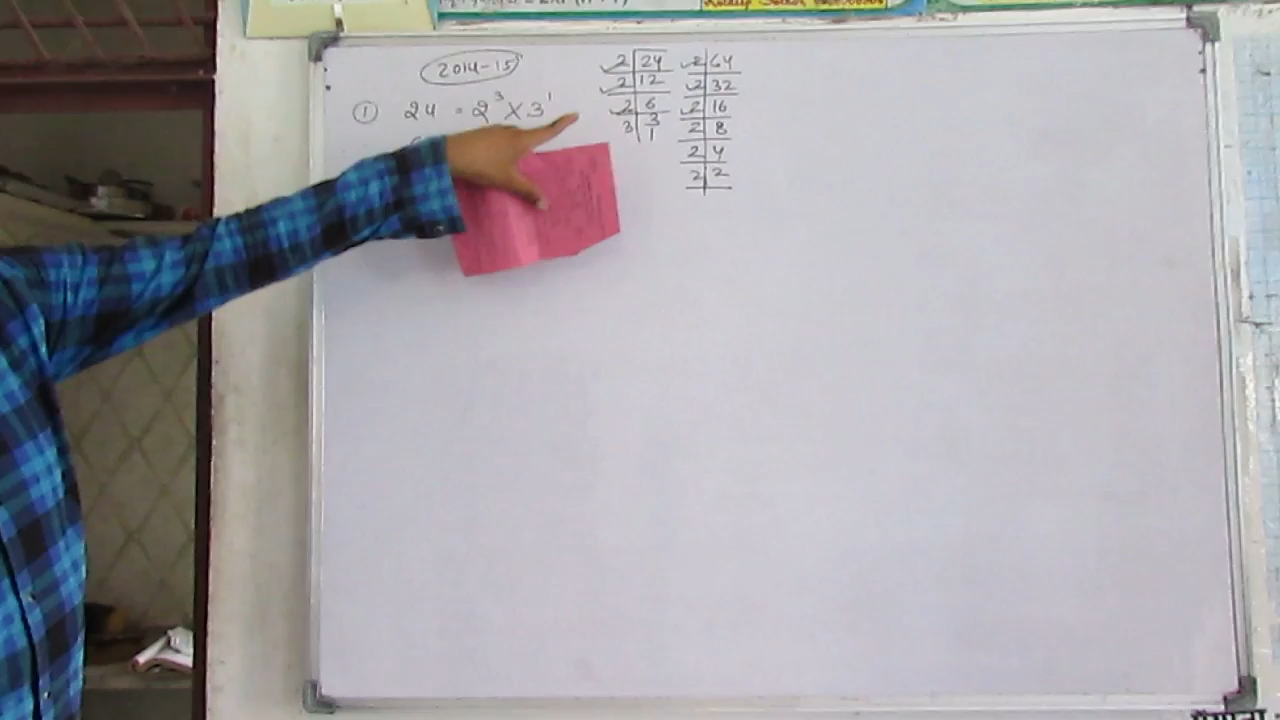 2014-15
① 24 = 2³ X 3¹
2 | 24
2 | 12
2 | 6
3 | 3
1
2 | 64
2 | 32
2 | 16
2 | 8
2 | 4
2 | 2